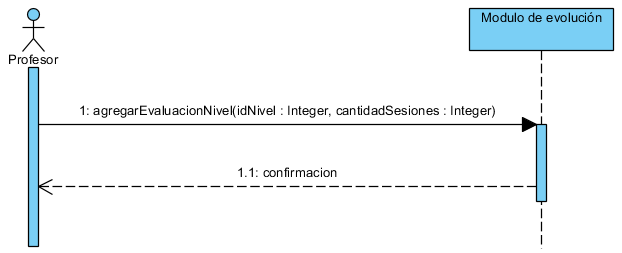 Modulo de evolución
Profesor
1: agregarEvaluacionNivel(idNivel : Integer, cantidadSesiones : Integer)
1.1: confirmacion